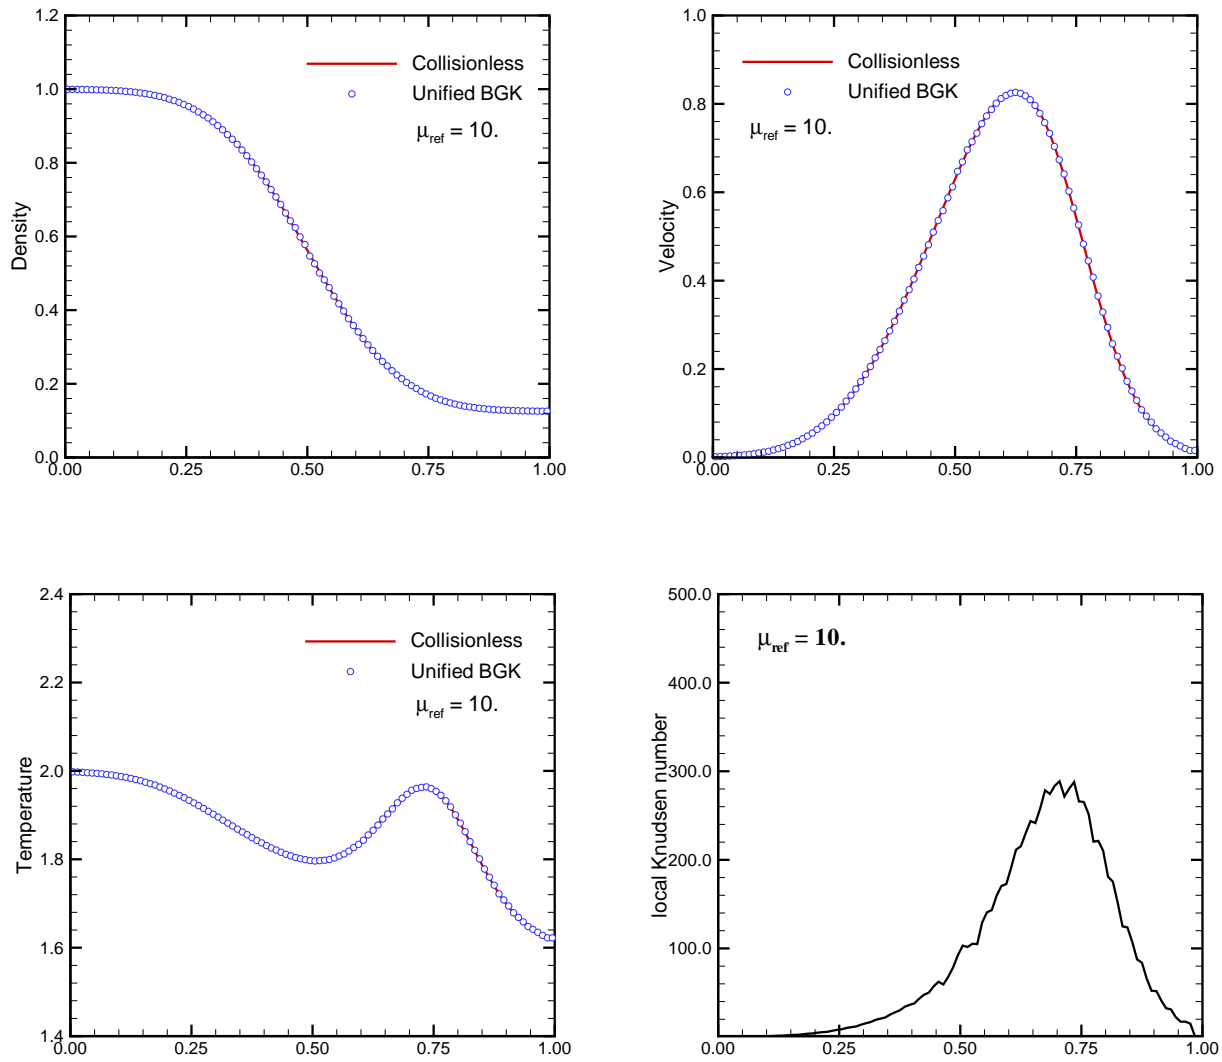 1.2
1.0
0.8
0.6
0.4
0.2
0.0
Density
Collisionless
Unified BGK
μref = 10.
0.00 0.25 0.50 0.75 1.00
1.0
0.8
0.6
0.4
0.2
0.0
Velocity
Collisionless
Unified BGK
μref = 10.
0.00 0.25 0.50 0.75 1.00
2.4
2.2
2.0
1.8
1.6
1.4
Temperature
Collisionless
Unified BGK
μref = 10.
0.00 0.25 0.50 0.75 1.00
500.0
400.0
300.0
200.0
100.0
local Knudsen number
μref = 10.
0.00 0.25 0.50 0.75 1.00